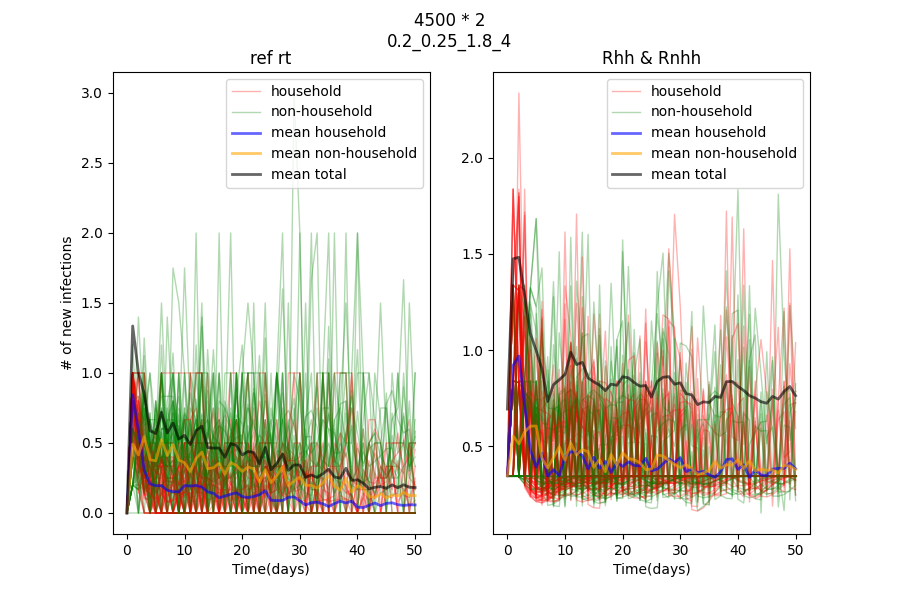 4500 * 2
0.2_0.25_1.8_4
ref rt
Rhh & Rnhh
household
non-household
mean household
mean non-household
mean total
household
non-household
mean household
mean non-household
mean total
# of new infections
3.0
2.5
2.0
1.5
1.0
0.5
0.0
2.0
1.5
1.0
0.5
0 10 20 30 40 50
Time(days)
0 10 20 30 40 50
Time(days)